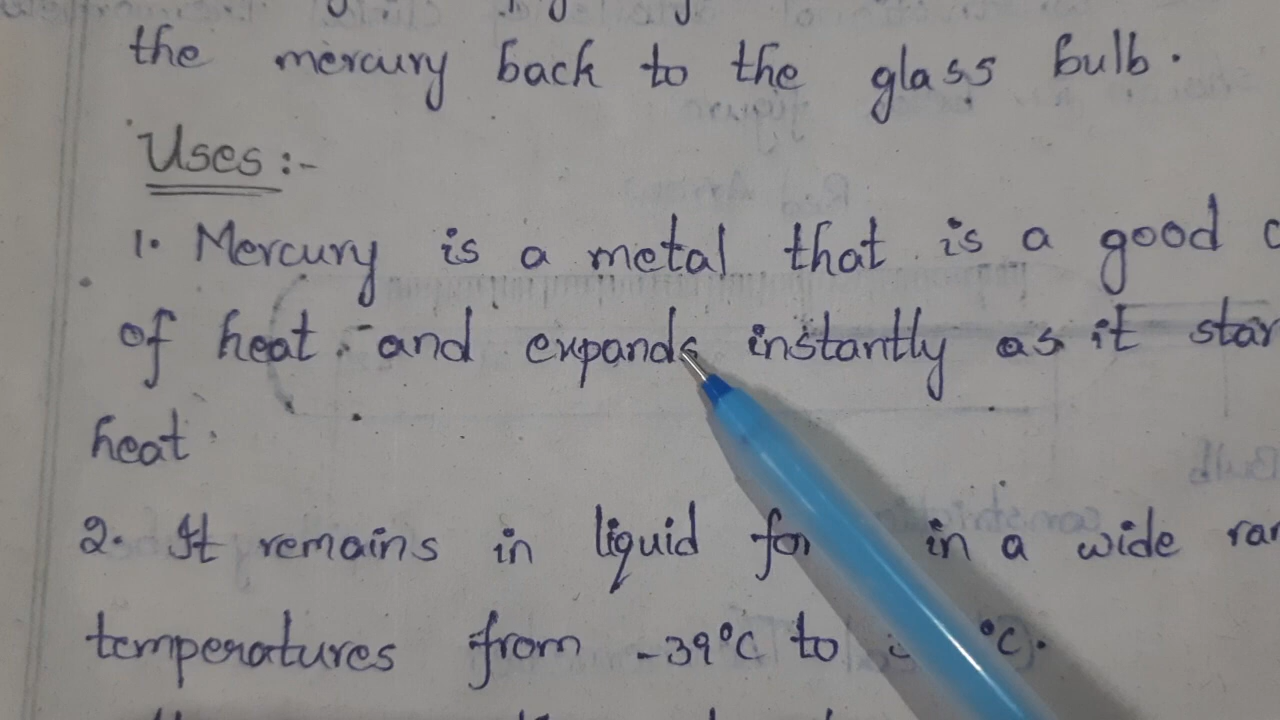 the mercury back to the glass bulb.
Uses :-
1. Mercury is a metal that is a good
of heat. and expands instantly as it
heat.
2. It remains in liquid in a wide
temperatures from -39°C to °C.